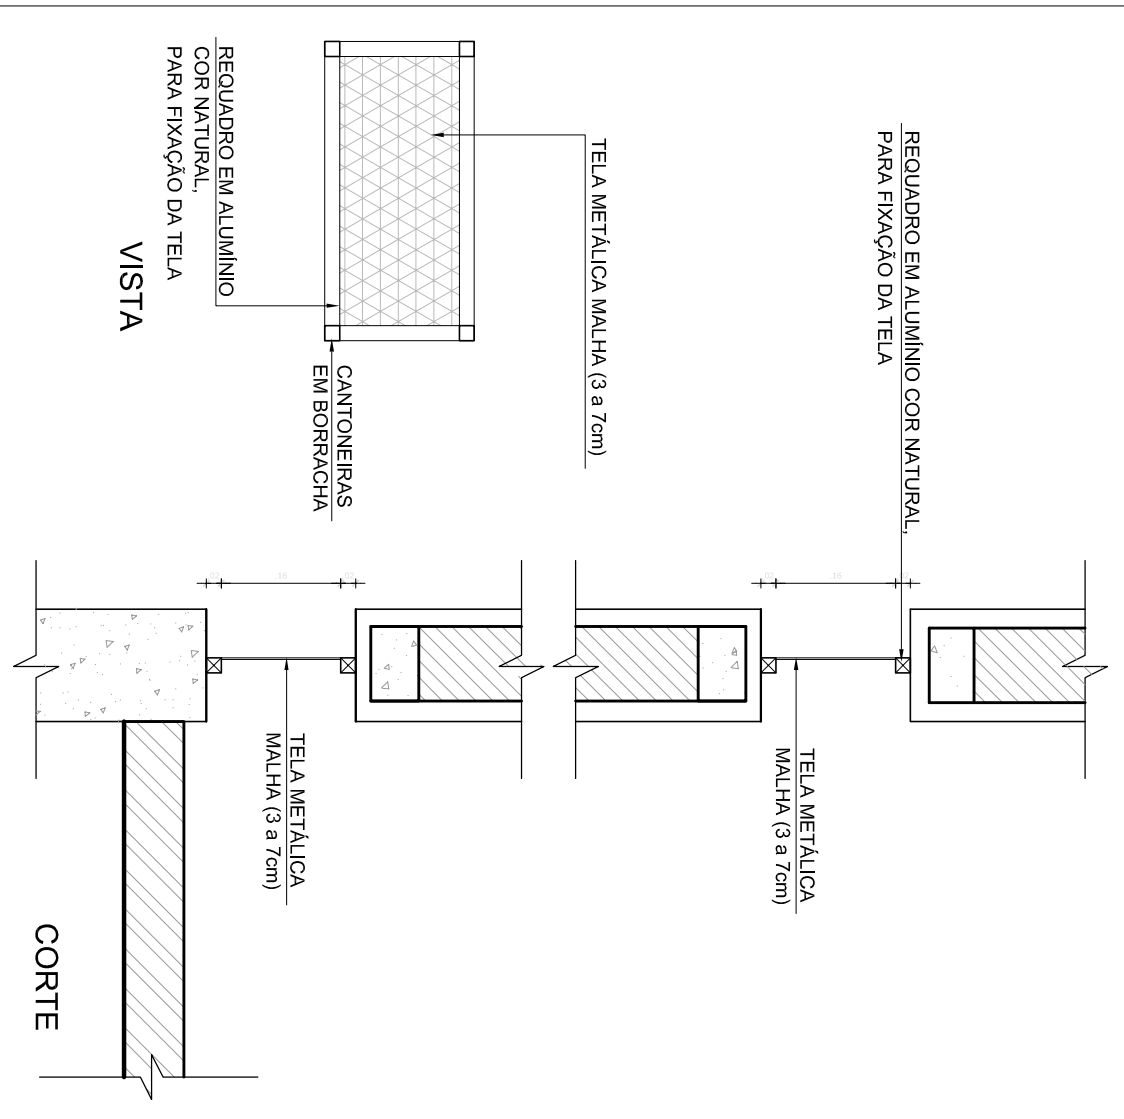 REQUADRO EM ALUMÍNIO COR NATURAL,
PARA FIXAÇÃO DA TELA
.16
TELA METÁLICA
MALHA (3 a 7cm)
TELA METÁLICA MALHA (3 a 7cm)
CANTONEIRAS
EM BORRACHA
REQUADRO EM ALUMÍNIO
COR NATURAL,
PARA FIXAÇÃO DA TELA
VISTA
.16
TELA METÁLICA
MALHA (3 a 7cm)
CORTE